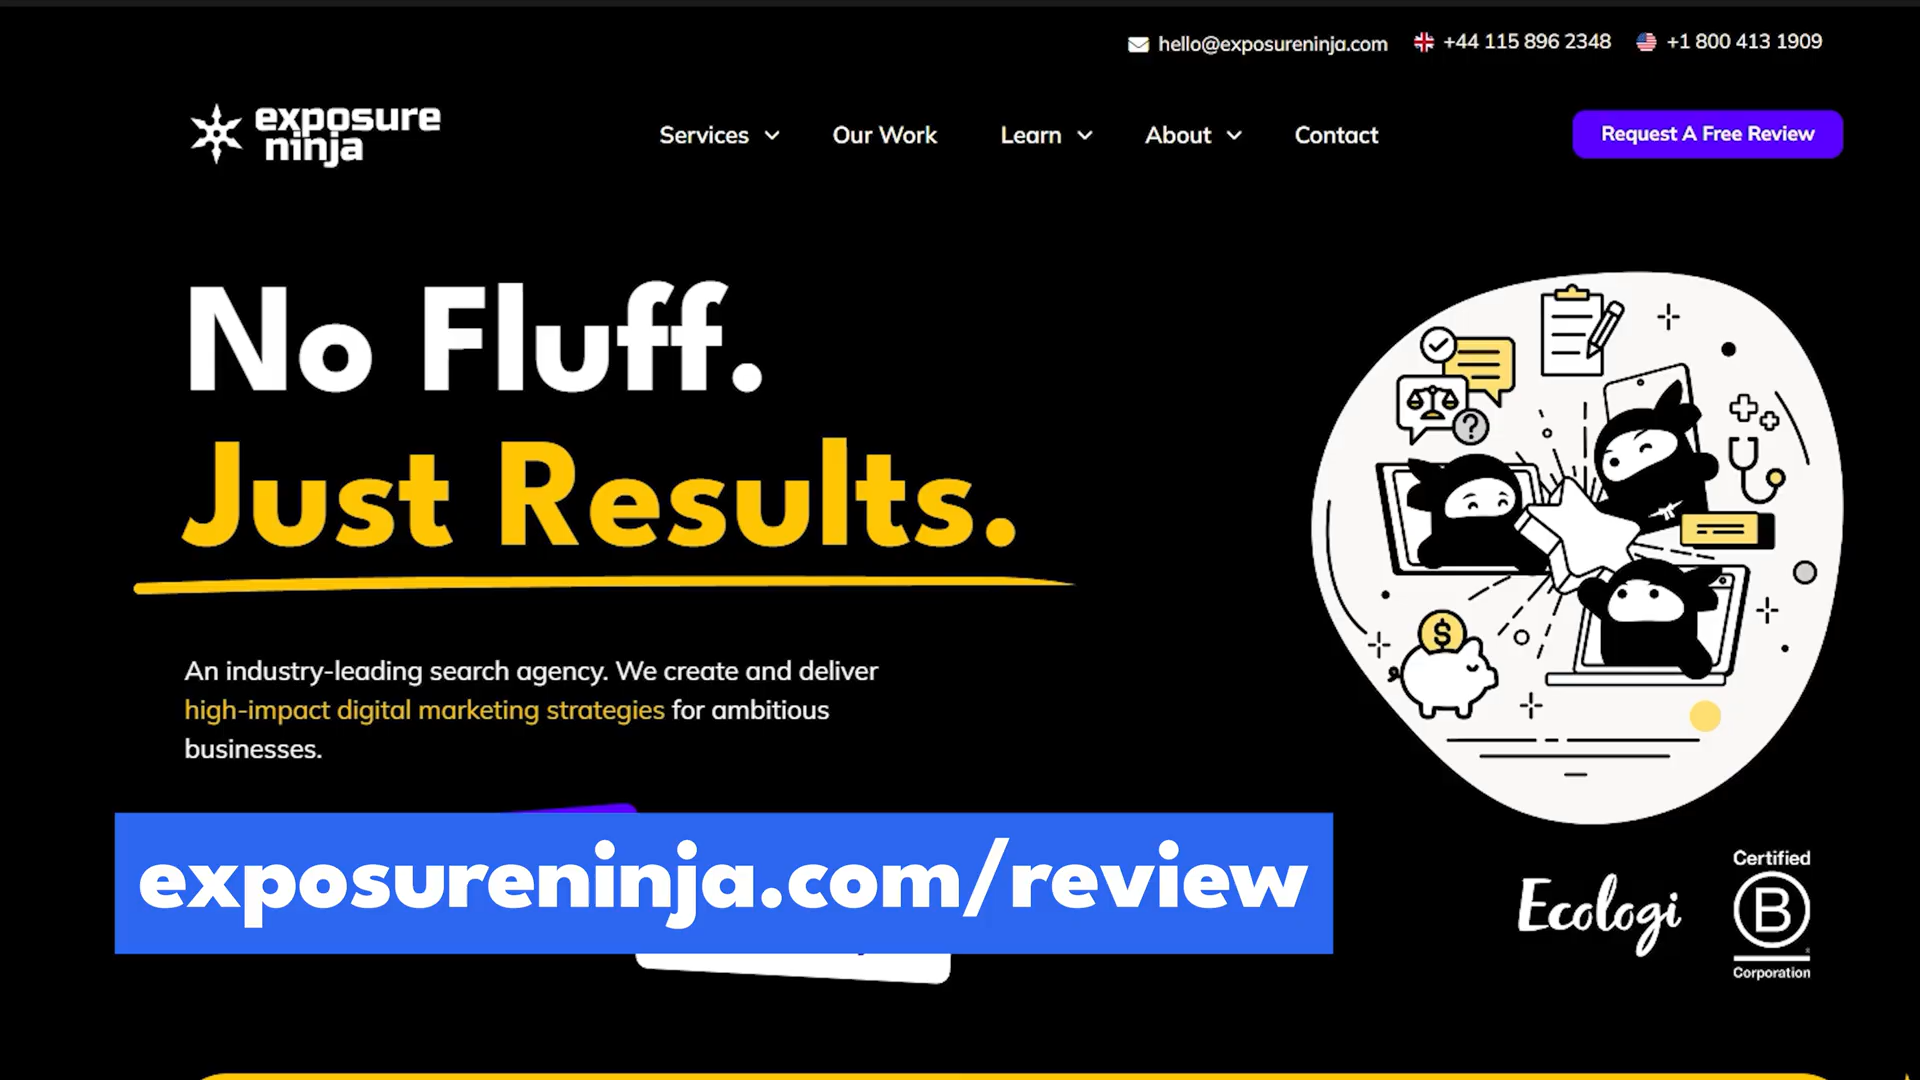 hello@exposureninja.com +44 115 896 2348 +1 800 413 1909
exposure
ninja
Services Our Work Learn About Contact
Request A Free Review
No Fluff.
Just Results.
An industry-leading search agency. We create and deliver
high-impact digital marketing strategies for ambitious
businesses.
exposureninja.com/review
Ecologi
Certified
B
Corporation
?
$